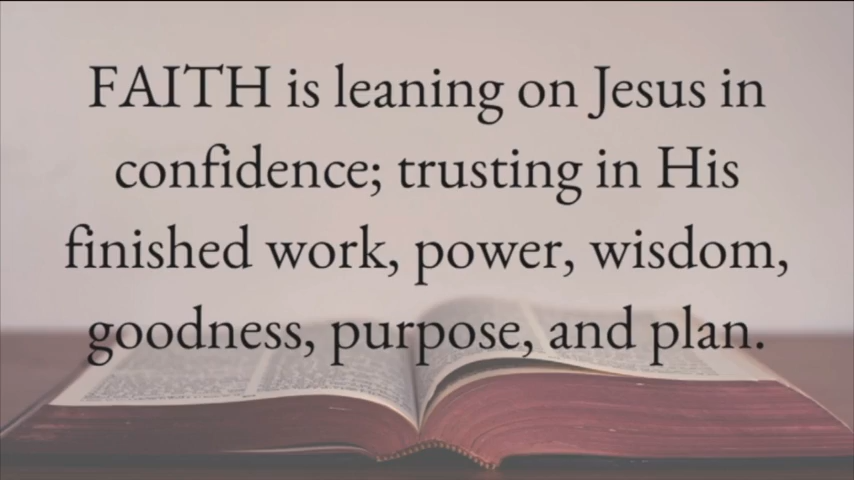 FAITH is leaning on Jesus in
confidence; trusting in His
finished work, power, wisdom,
goodness, purpose, and plan.